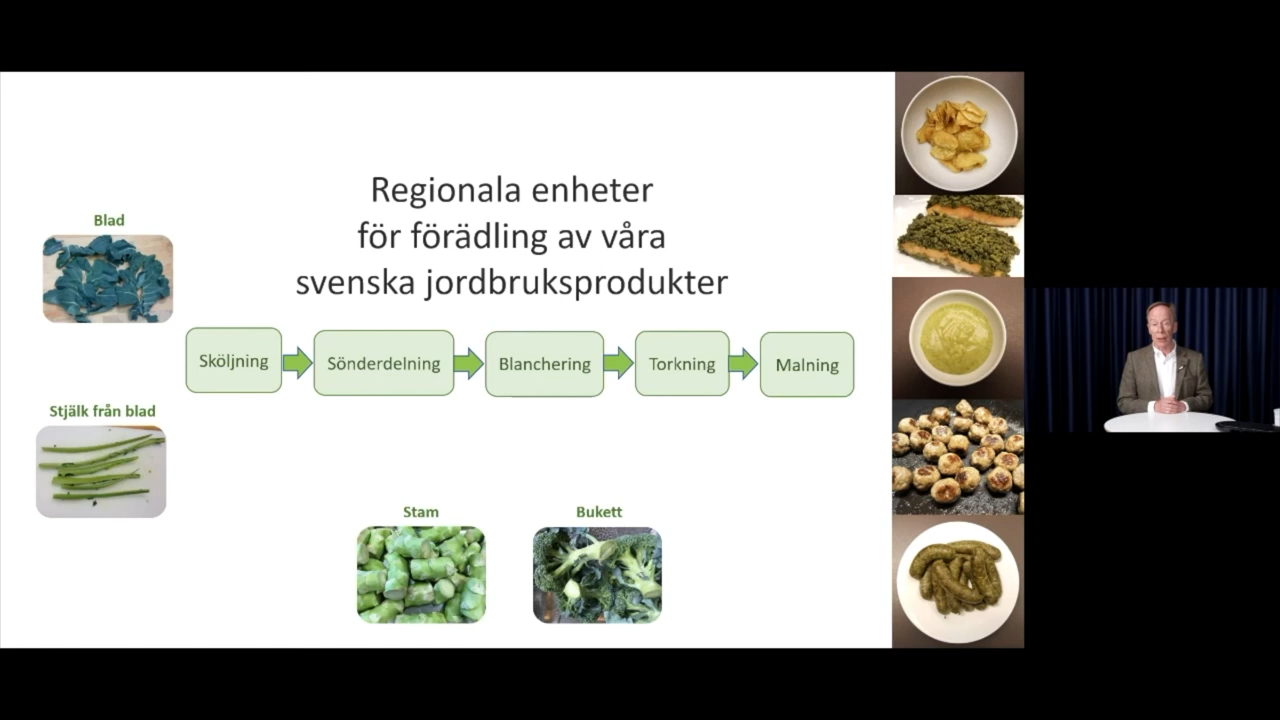 Regionala enheter
för förädling av våra
svenska jordbruksprodukter
Blad
Sköljning
Sönderdelning
Blanchering
Torkning
Malning
Stjälk från blad
Stam
Bukett